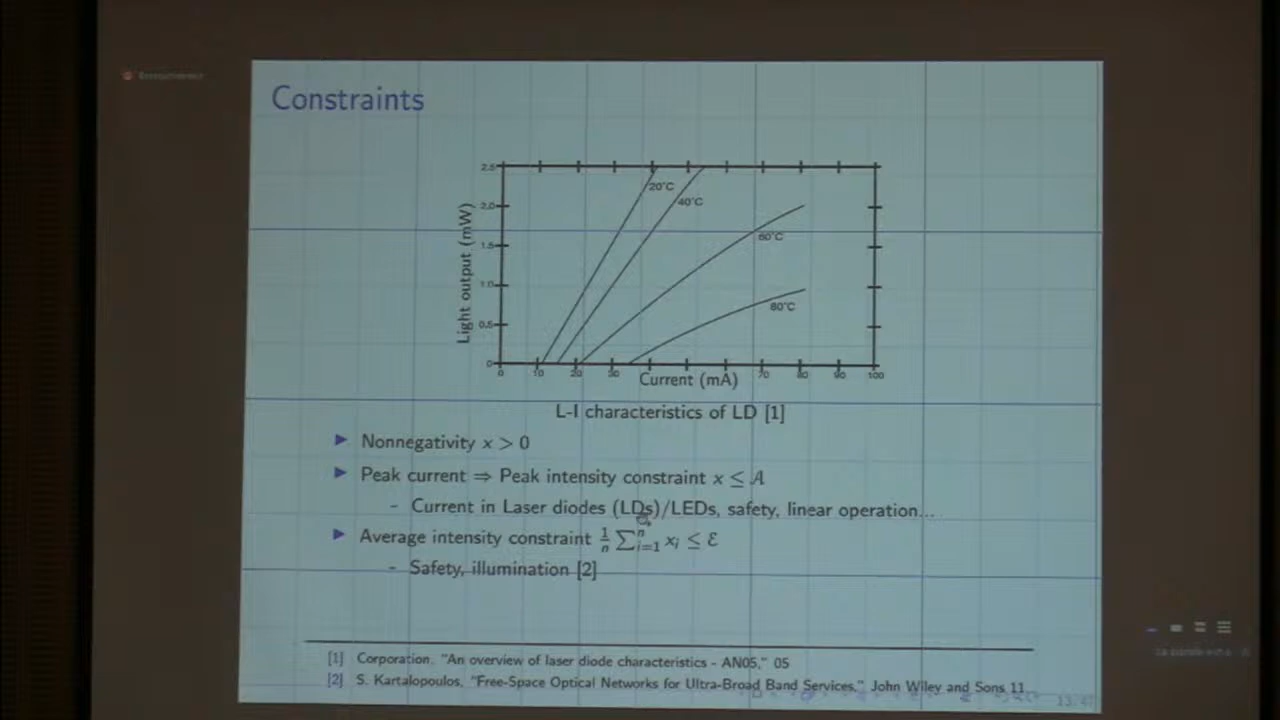 Constraints
2.5
20°C
40°C
2.0
60°C
1.5
1.0
80°C
0.5
0
Light output (mW)
0 10 20 30 70 80 90 100
Current (mA)
L-I characteristics of LD [1]
▶ Nonnegativity x > 0
▶ Peak current ⇒ Peak intensity constraint x ≤ A
- Current in Laser diodes (LDs)/LEDs, safety, linear operation...
▶ Average intensity constraint 1/n ∑ⁿᵢ₌₁ xᵢ ≤ ℰ
- Safety, illumination [2]
[1] Corporation, "An overview of laser diode characteristics - AN05," 05
[2] S. Kartalopoulos, "Free-Space Optical Networks for Ultra-Broad Band Services," John Wiley and Sons 11